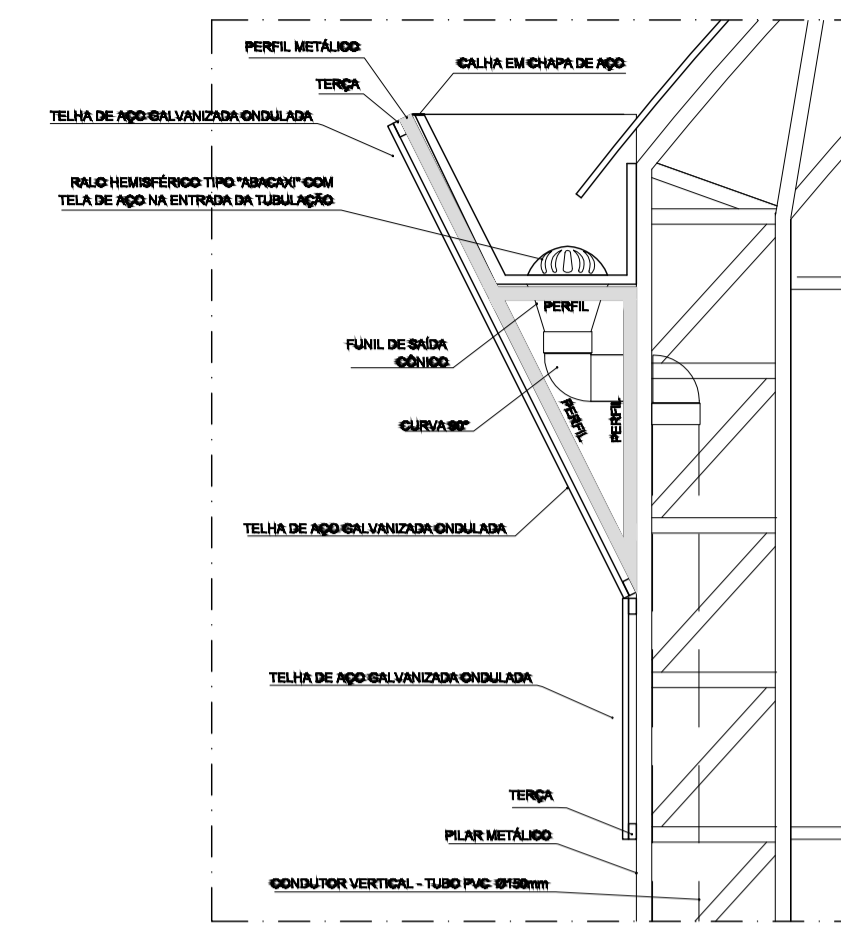 PERFIL METÁLICO
CALHA EM CHAPA DE AÇO
TERÇA
TELHA DE AÇO GALVANIZADA ONDULADA
RALO HEMISFÉRICO TIPO "ABACAXI" COM
TELA DE AÇO NA ENTRADA DA TUBULAÇÃO
PERFIL
FUNIL DE SAÍDA
CÔNICO
CURVA 90°
PERFIL
PERFIL
TELHA DE AÇO GALVANIZADA ONDULADA
TELHA DE AÇO GALVANIZADA ONDULADA
TERÇA
PILAR METÁLICO
CONDUTOR VERTICAL - TUBO PVC Ø150mm